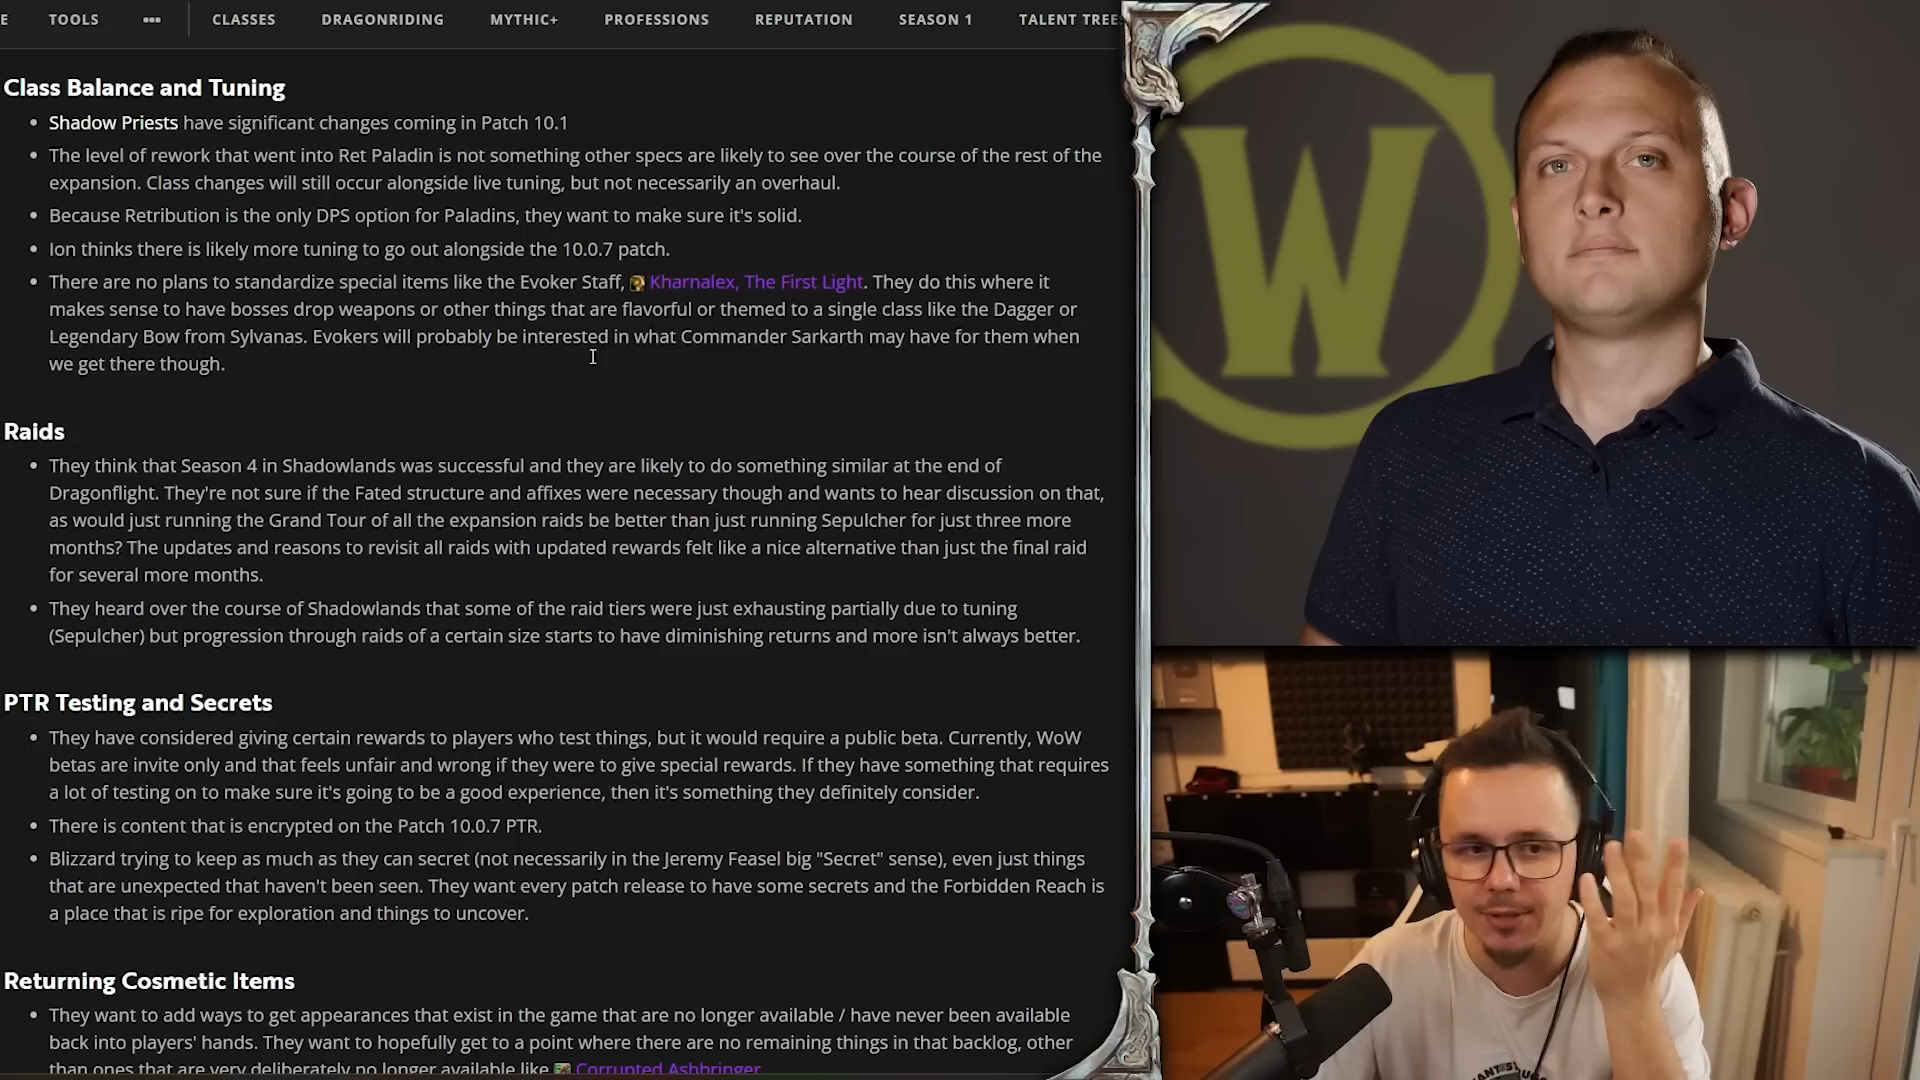 E TOOLS ••• CLASSES DRAGONRIDING MYTHIC+ PROFESSIONS REPUTATION SEASON 1 TALENT TREE
Class Balance and Tuning
• Shadow Priests have significant changes coming in Patch 10.1
• The level of rework that went into Ret Paladin is not something other specs are likely to see over the course of the rest of the
expansion. Class changes will still occur alongside live tuning, but not necessarily an overhaul.
• Because Retribution is the only DPS option for Paladins, they want to make sure it's solid.
• Ion thinks there is likely more tuning to go out alongside the 10.0.7 patch.
• There are no plans to standardize special items like the Evoker Staff, Kharnalex, The First Light. They do this where it
makes sense to have bosses drop weapons or other things that are flavorful or themed to a single class like the Dagger or
Legendary Bow from Sylvanas. Evokers will probably be interested in what Commander Sarkarth may have for them when
we get there though.
Raids
• They think that Season 4 in Shadowlands was successful and they are likely to do something similar at the end of
Dragonflight. They're not sure if the Fated structure and affixes were necessary though and wants to hear discussion on that,
as would just running the Grand Tour of all the expansion raids be better than just running Sepulcher for just three more
months? The updates and reasons to revisit all raids with updated rewards felt like a nice alternative than just the final raid
for several more months.
• They heard over the course of Shadowlands that some of the raid tiers were just exhausting partially due to tuning
(Sepulcher) but progression through raids of a certain size starts to have diminishing returns and more isn't always better.
PTR Testing and Secrets
• They have considered giving certain rewards to players who test things, but it would require a public beta. Currently, WoW
betas are invite only and that feels unfair and wrong if they were to give special rewards. If they have something that requires
a lot of testing on to make sure it's going to be a good experience, then it's something they definitely consider.
• There is content that is encrypted on the Patch 10.0.7 PTR.
• Blizzard trying to keep as much as they can secret (not necessarily in the Jeremy Feasel big "Secret" sense), even just things
that are unexpected that haven't been seen. They want every patch release to have some secrets and the Forbidden Reach is
a place that is ripe for exploration and things to uncover.
Returning Cosmetic Items
• They want to add ways to get appearances that exist in the game that are no longer available / have never been available
back into players' hands. They want to hopefully get to a point where there are no remaining things in that backlog, other
than ones that are very deliberately no longer available like Corrupted Ashbringer
W